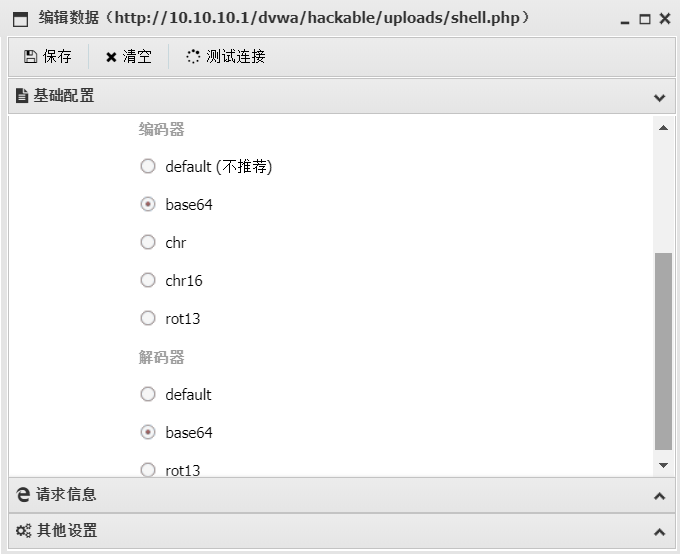 编辑数据（http://10.10.10.1/dvwa/hackable/uploads/shell.php）
保存 清空 测试连接
基础配置
编码器
default (不推荐)
base64
chr
chr16
rot13
解码器
default
base64
rot13
请求信息
其他设置